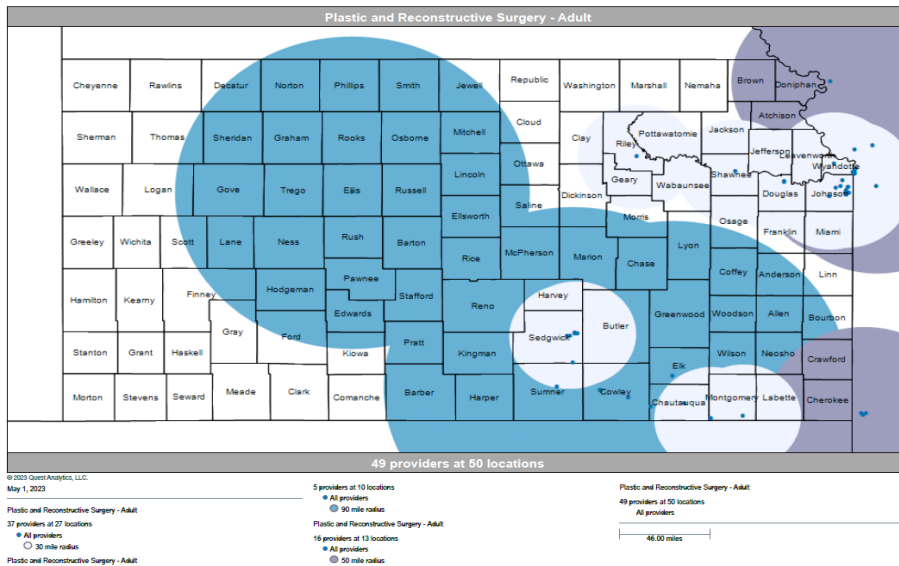 Plastic and Reconstructive Surgery - Adult
Cheyenne Rawlins Decatur Norton Phillips Smith Jewell Republic Washington Marshall Nemaha Brown Doniphan
Cloud Atchison
Sherman Thomas Sheridan Graham Rooks Osborne Mitchell Clay Riley Pottawatomie Jackson
Jefferson Leavenworth
Ottawa Wyandotte
Wallace Logan Gove Trego Ellis Russell Lincoln Geary Wabaunsee Shawnee
Dickinson Douglas Johnson
Saline
Ellsworth Morris Osage
Greeley Wichita Scott Lane Ness Rush Barton Franklin Miami
Rice McPherson Marion Chase Lyon
Coffey Anderson Linn
Pawnee
Hamilton Kearny Finney Hodgeman Stafford Reno Harvey
Edwards Greenwood Woodson Allen Bourbon
Gray Ford Sedgwick Butler
Stanton Grant Haskell Kiowa Pratt Kingman Wilson Neosho Crawford
Elk
Morton Stevens Seward Meade Clark Comanche Barber Harper Sumner Cowley Chautauqua Montgomery Labette Cherokee
49 providers at 50 locations
© 2023 Quest Analytics, LLC.
May 1, 2023
Plastic and Reconstructive Surgery - Adult
37 providers at 27 locations
All providers
30 mile radius
Plastic and Reconstructive Surgery - Adult
5 providers at 10 locations
All providers
90 mile radius
Plastic and Reconstructive Surgery - Adult
16 providers at 13 locations
All providers
50 mile radius
Plastic and Reconstructive Surgery - Adult
49 providers at 50 locations
All providers
46.00 miles